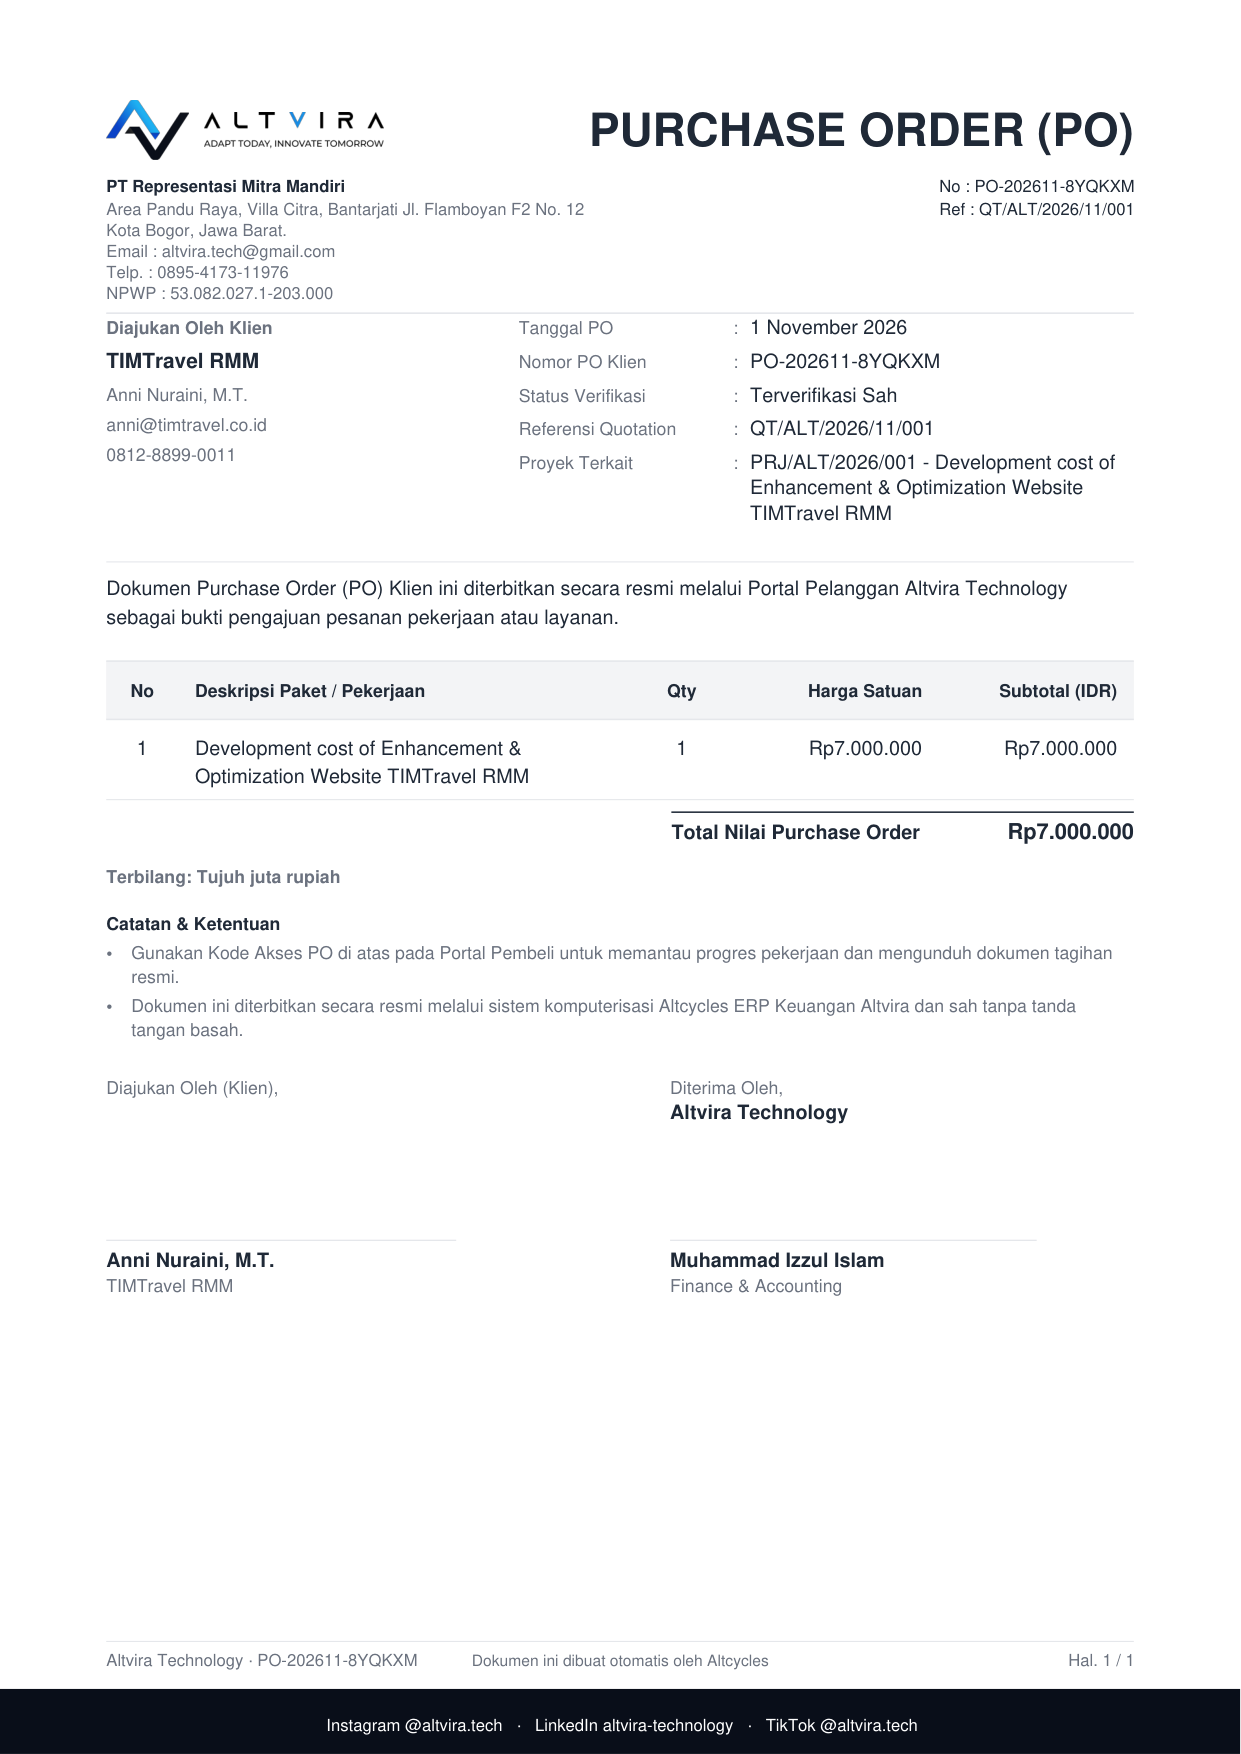 ALTVIRA
ADAPT TODAY, INNOVATE TOMORROW
PURCHASE ORDER (PO)
PT Representasi Mitra Mandiri
Area Pandu Raya, Villa Citra, Bantarjati Jl. Flamboyan F2 No. 12
Kota Bogor, Jawa Barat.
Email : altvira.tech@gmail.com
Telp. : 0895-4173-11976
NPWP : 53.082.027.1-203.000
No : PO-202611-8YQKXM
Ref : QT/ALT/2026/11/001
Diajukan Oleh Klien
TIMTravel RMM
Anni Nuraini, M.T.
anni@timtravel.co.id
0812-8899-0011
Tanggal PO : 1 November 2026
Nomor PO Klien : PO-202611-8YQKXM
Status Verifikasi : Terverifikasi Sah
Referensi Quotation : QT/ALT/2026/11/001
Proyek Terkait : PRJ/ALT/2026/001 - Development cost of
Enhancement & Optimization Website
TIMTravel RMM
Dokumen Purchase Order (PO) Klien ini diterbitkan secara resmi melalui Portal Pelanggan Altvira Technology
sebagai bukti pengajuan pesanan pekerjaan atau layanan.
No Deskripsi Paket / Pekerjaan Qty Harga Satuan Subtotal (IDR)
1 Development cost of Enhancement & 1 Rp7.000.000 Rp7.000.000
Optimization Website TIMTravel RMM
Total Nilai Purchase Order Rp7.000.000
Terbilang: Tujuh juta rupiah
Catatan & Ketentuan
• Gunakan Kode Akses PO di atas pada Portal Pembeli untuk memantau progres pekerjaan dan mengunduh dokumen tagihan
resmi.
• Dokumen ini diterbitkan secara resmi melalui sistem komputerisasi Altcycles ERP Keuangan Altvira dan sah tanpa tanda
tangan basah.
Diajukan Oleh (Klien),
Diterima Oleh,
Altvira Technology
Anni Nuraini, M.T.
TIMTravel RMM
Muhammad Izzul Islam
Finance & Accounting
Altvira Technology · PO-202611-8YQKXM Dokumen ini dibuat otomatis oleh Altcycles Hal. 1 / 1
Instagram @altvira.tech · LinkedIn altvira-technology · TikTok @altvira.tech